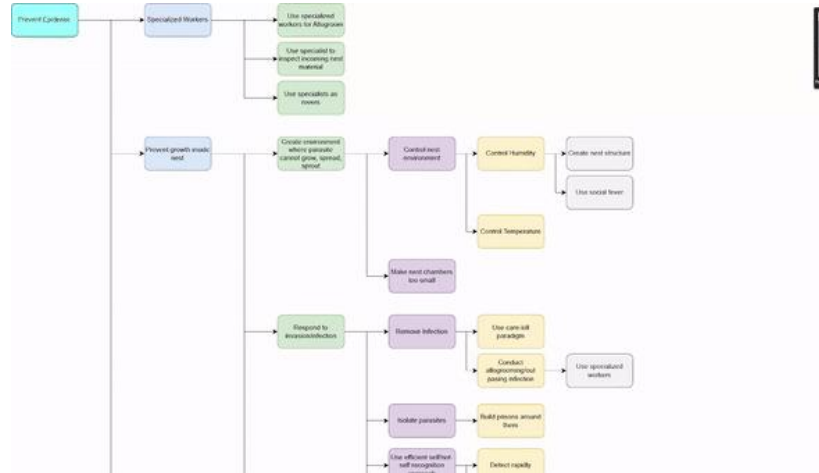 Prevent Epidemic
Specialized Workers
Use specialized
workers for Allogroom
Use specialist to
inspect incoming nest
material
Use specialists as
rovers
Prevent growth inside
nest
Create environment
where parasite
cannot grow, spread,
sprout
Control nest
environment
Control Humidity
Create nest structure
Use social fever
Control Temperature
Make nest chambers
too small
Respond to
invasion/infection
Remove Infection
Use care-kill
paradigm
Conduct
allogrooming/out
pasing infection
Use specialized
workers
Isolate parasites
Build prisons around
them
Use efficient self/Not-
self recognition
Detect rapidly